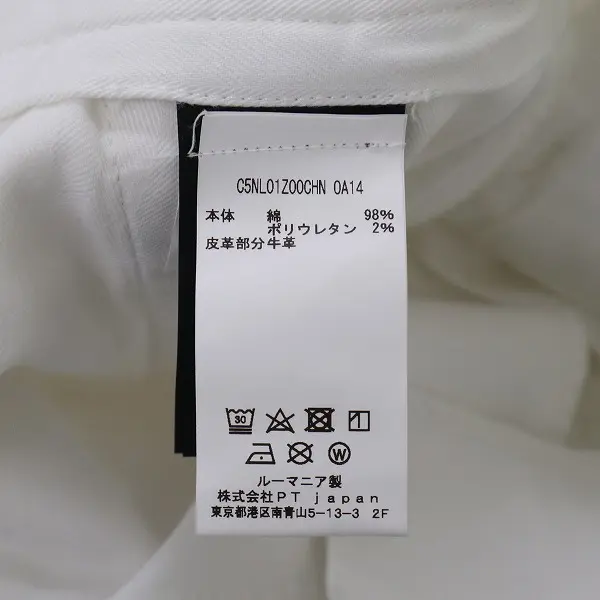 C5NL01Z00CHN 0A14
本体 綿 98%
ポリウレタン 2%
皮革部分牛革
30
W
ルーマニア製
株式会社PT japan
東京都港区南青山5-13-3 2F